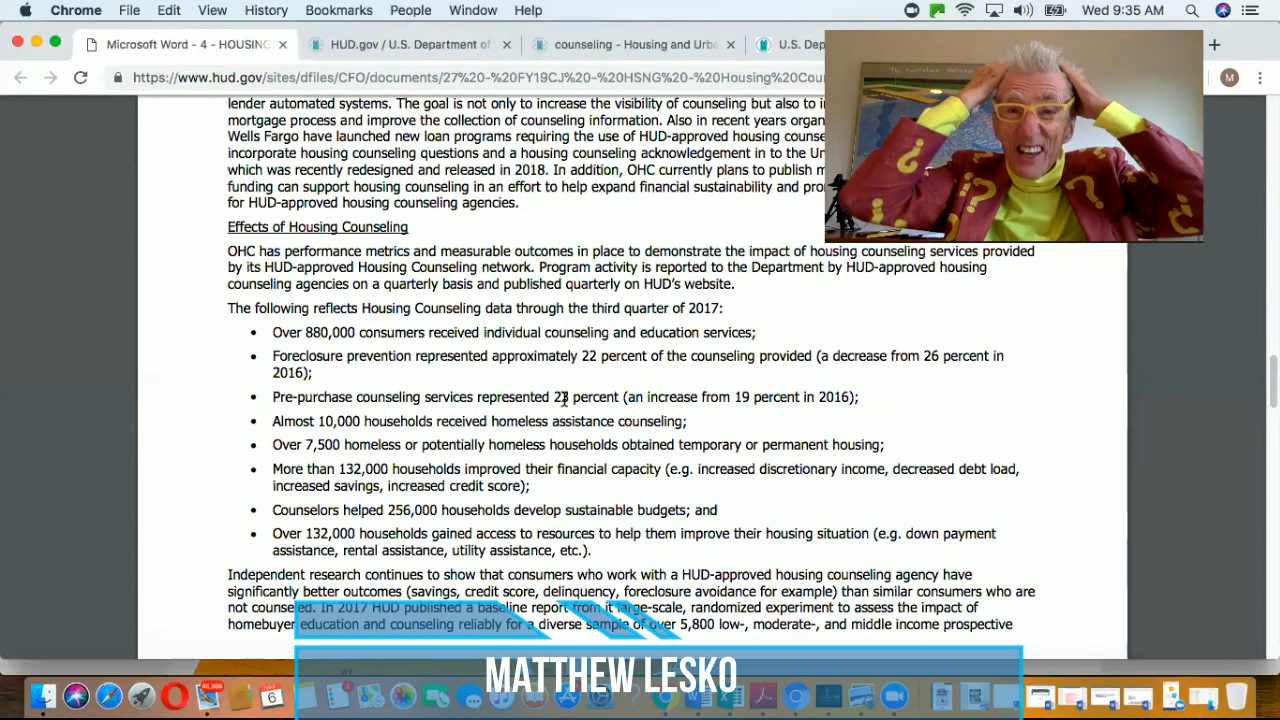 Chrome File Edit View History Bookmarks People Window Help Wed 9:35 AM
Microsoft Word - 4 - HOUSING HUD.gov / U.S. Department of counseling - Housing and Urba U.S. Dep
https://www.hud.gov/sites/dfiles/CFO/documents/27%20-%20FY19CJ%20-%20HSNG%20-%20Housing%20Cou M
lender automated systems. The goal is not only to increase the visibility of counseling but also to
mortgage process and improve the collection of counseling information. Also in recent years organ
Wells Fargo have launched new loan programs requiring the use of HUD-approved housing counse
incorporate housing counseling questions and a housing counseling acknowledgement in to the Un
which was recently redesigned and released in 2018. In addition, OHC currently plans to publish m
funding can support housing counseling in an effort to help expand financial sustainability and pro
for HUD-approved housing counseling agencies.
Effects of Housing Counseling
OHC has performance metrics and measurable outcomes in place to demonstrate the impact of housing counseling services provided
by its HUD-approved Housing Counseling network. Program activity is reported to the Department by HUD-approved housing
counseling agencies on a quarterly basis and published quarterly on HUD's website.
The following reflects Housing Counseling data through the third quarter of 2017:
• Over 880,000 consumers received individual counseling and education services;
• Foreclosure prevention represented approximately 22 percent of the counseling provided (a decrease from 26 percent in
2016);
• Pre-purchase counseling services represented 23 percent (an increase from 19 percent in 2016);
• Almost 10,000 households received homeless assistance counseling;
• Over 7,500 homeless or potentially homeless households obtained temporary or permanent housing;
• More than 132,000 households improved their financial capacity (e.g. increased discretionary income, decreased debt load,
increased savings, increased credit score);
• Counselors helped 256,000 households develop sustainable budgets; and
• Over 132,000 households gained access to resources to help them improve their housing situation (e.g. down payment
assistance, rental assistance, utility assistance, etc.).
Independent research continues to show that consumers who work with a HUD-approved housing counseling agency have
significantly better outcomes (savings, credit score, delinquency, foreclosure avoidance for example) than similar consumers who are
not counseled. In 2017 HUD published a baseline report from it large-scale, randomized experiment to assess the impact of
homebuyer education and counseling reliably for a diverse sample of over 5,800 low-, moderate-, and middle income prospective
MATTHEW LESKO